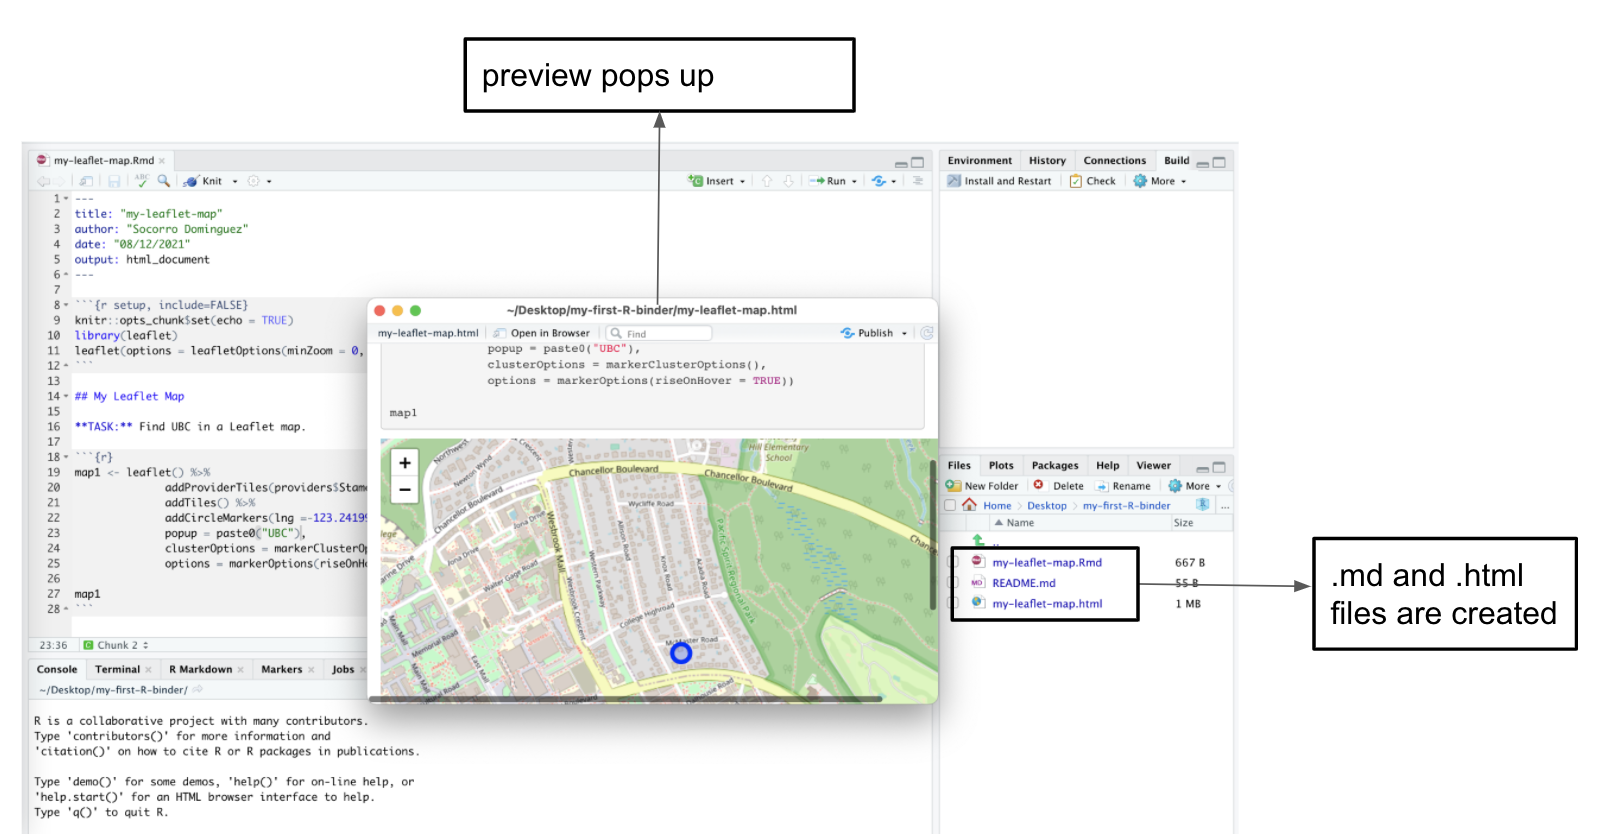 preview pops up
my-leaflet-map.Rmd
Environment History Connections Build
ABC Knit Insert Run
Install and Restart Check More
1 ---
2 title: "my-leaflet-map"
3 author: "Socorro Dominguez"
4 date: "08/12/2021"
5 output: html_document
6 ---
7
8 ```{r setup, include=FALSE}
9 knitr::opts_chunk$set(echo = TRUE)
10 library(leaflet)
11 leaflet(options = leafletOptions(minZoom = 0,
12 ```
13
14 ## My Leaflet Map
15
16 **TASK:** Find UBC in a Leaflet map.
17
18 ```{r}
19 map1 <- leaflet() %>%
20 addProviderTiles(providers$Stame
21 addTiles() %>%
22 addCircleMarkers(lng =-123.24199
23 popup = paste0("UBC"),
24 clusterOptions = markerClusterOp
25 options = markerOptions(riseOnHo
26
27 map1
28 ```
23:36 Chunk 2
~/Desktop/my-first-R-binder/my-leaflet-map.html
my-leaflet-map.html Open in Browser Find Publish
popup = paste0("UBC"),
clusterOptions = markerClusterOptions(),
options = markerOptions(riseOnHover = TRUE))
map1
+
−
Northwest
Crescent
Newton Wynd
Hill Elementary
School
Chancellor Boulevard
Chancellor Boulevard
Chancellor Boulevard
Wycliffe Road
Iona Drive
Iona Drive
Allison Road
Wesbrook Mall
Western Parkway
Knox Road
Acadia Road
Pacific Spirit Regional Park
Walter Gage Road
Wesbrook Crescent
College Highroad
McMaster Road
Memorial Road
Main Mall
East Mall
Files Plots Packages Help Viewer
New Folder Delete Rename More
Home Desktop my-first-R-binder ...
Name Size
..
my-leaflet-map.Rmd 667 B
README.md 55 B
my-leaflet-map.html 1 MB
.md and .html
files are created
Console Terminal R Markdown Markers Jobs
~/Desktop/my-first-R-binder/
R is a collaborative project with many contributors.
Type 'contributors()' for more information and
'citation()' on how to cite R or R packages in publications.
Type 'demo()' for some demos, 'help()' for on-line help, or
'help.start()' for an HTML browser interface to help.
Type 'q()' to quit R.